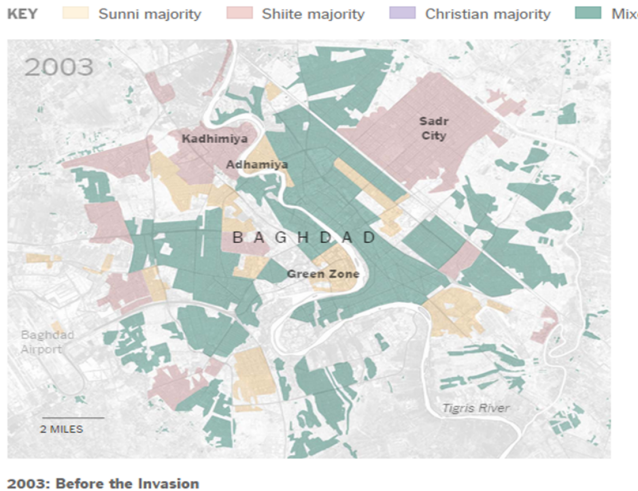 KEY Sunni majority Shiite majority Christian majority Mix
2003
Sadr
City
Kadhimiya
Adhamiya
BAGHDAD
Green Zone
Baghdad
Airport
Tigris River
2 MILES
2003: Before the Invasion